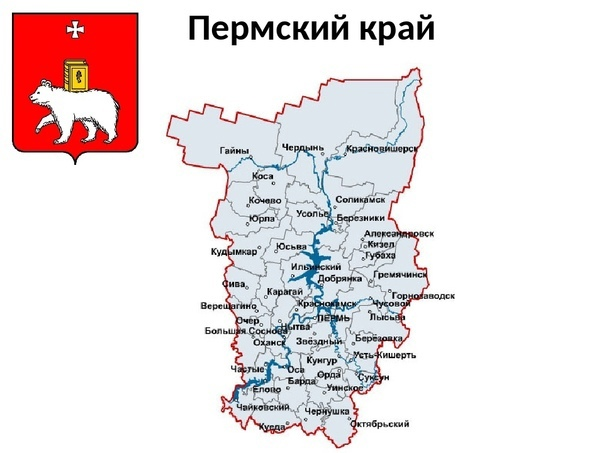 Пермский край
Гайны
Чердынь
Красновишерск
Коса
Кочево
Соликамск
Усолье
Березники
Юрла
Александровск
Кизел
Губаха
Кудымкар
Юсьва
Ильинский
Добрянка
Гремячинск
Сива
Карагай
Горнозаводск
Верещагино
Краснокамск
Чусовой
Очёр
ПЕРМЬ
Лысьва
Большая Соснова
Нытва
Оханск
Звёздный
Берёзовка
Кунгур
Усть-Кишерть
Частые
Оса
Орда
Суксун
Барда
Елово
Уинское
Чайковский
Чернушка
Куеда
Октябрьский